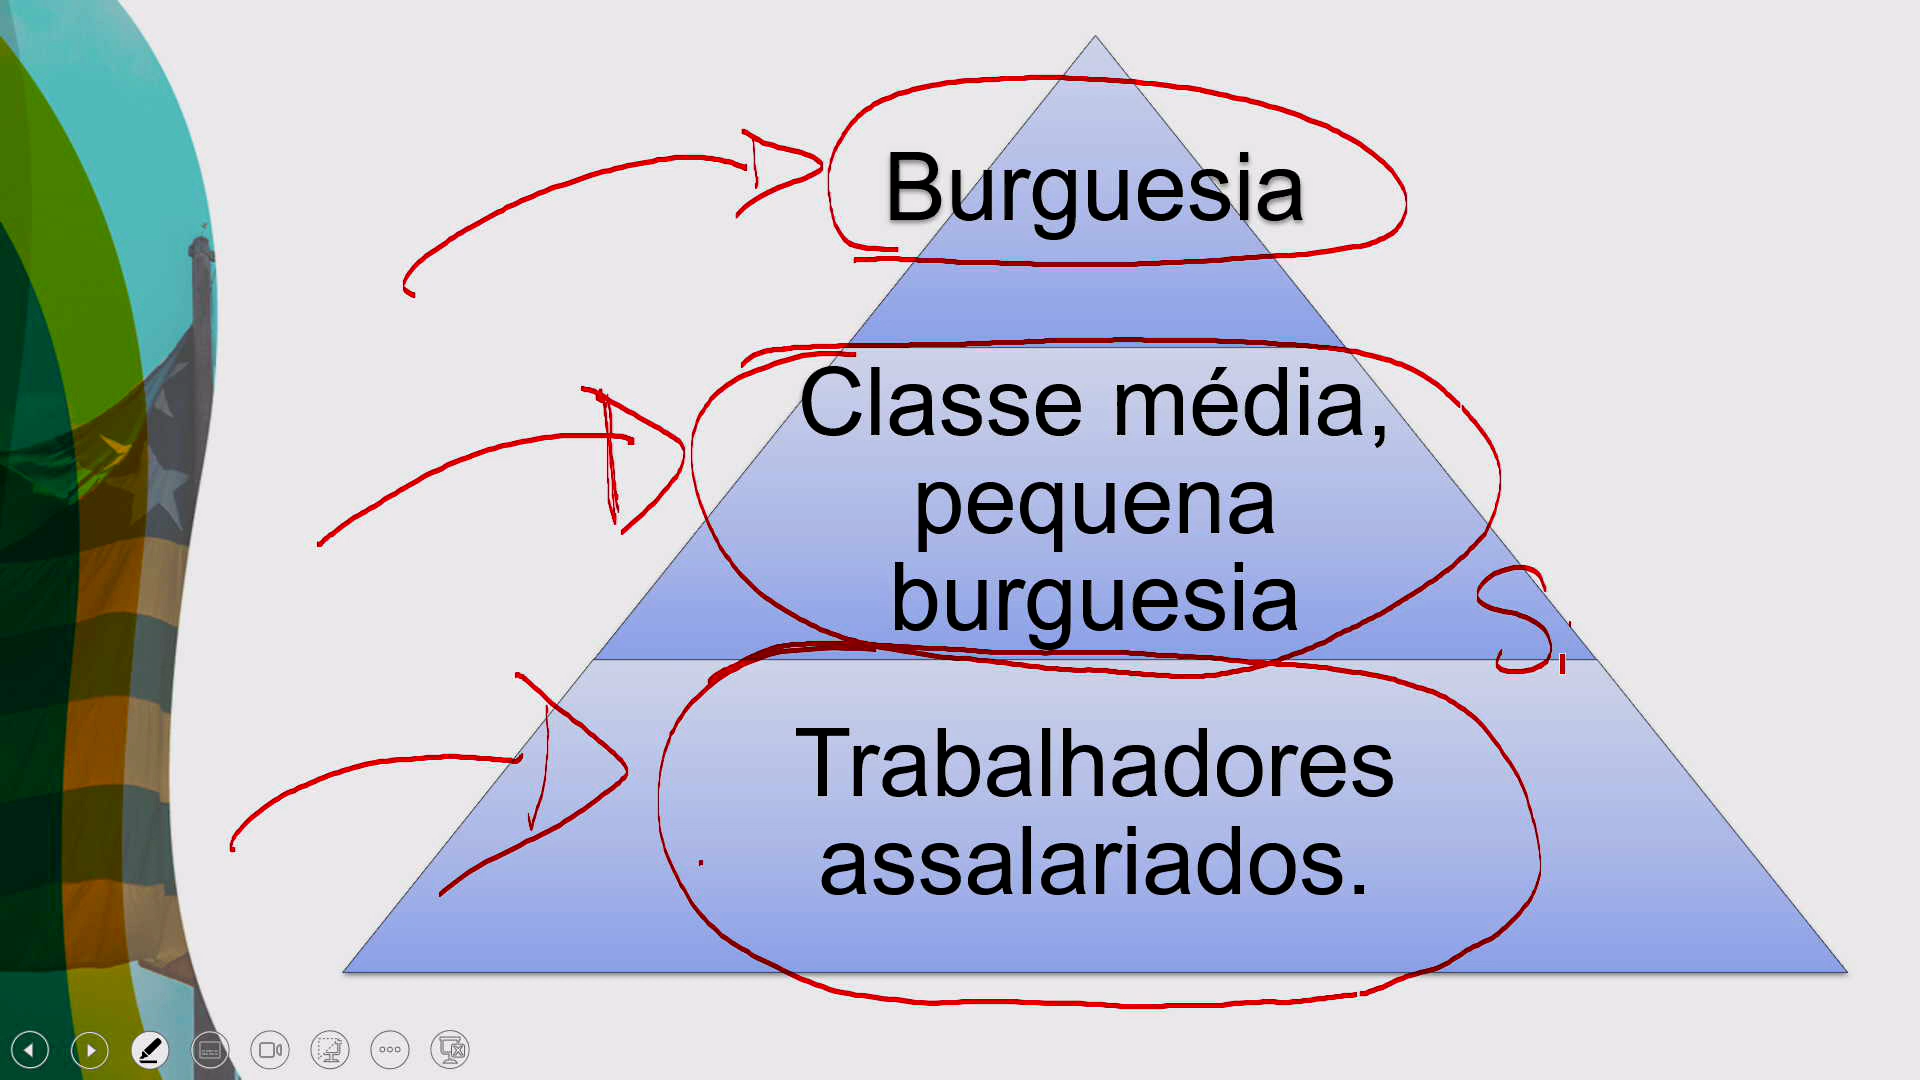 Burguesia
Classe média,
pequena
burguesia
S
Trabalhadores
assalariados.